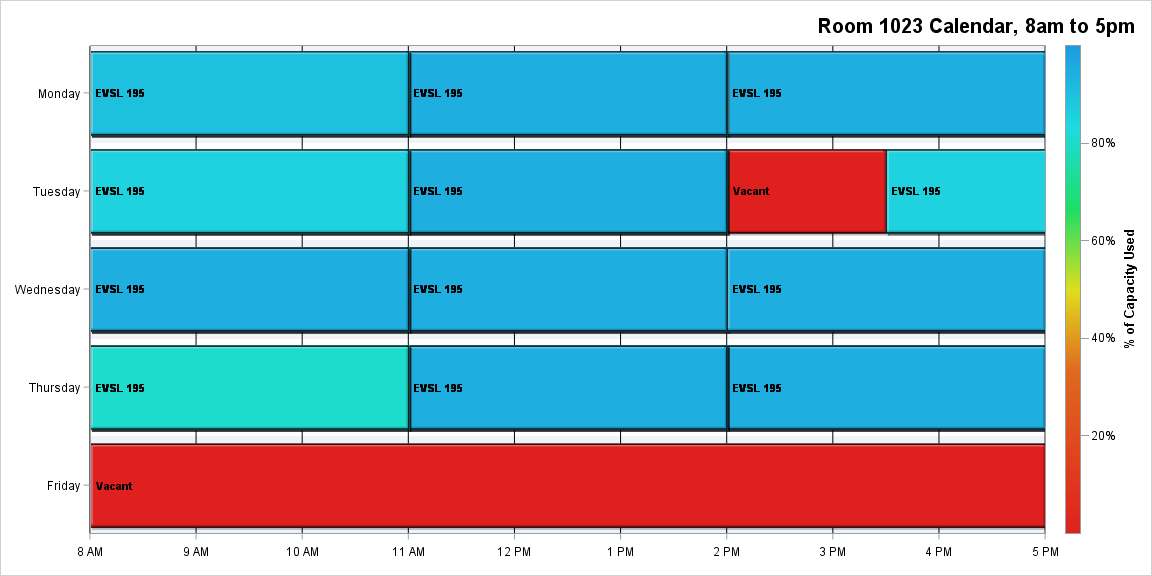 Room 1023 Calendar, 8am to 5pm
Monday
EVSL 195
EVSL 195
EVSL 195
Tuesday
EVSL 195
EVSL 195
Vacant
EVSL 195
Wednesday
EVSL 195
EVSL 195
EVSL 195
Thursday
EVSL 195
EVSL 195
EVSL 195
Friday
Vacant
8 AM
9 AM
10 AM
11 AM
12 PM
1 PM
2 PM
3 PM
4 PM
5 PM
80%
60%
40%
20%
% of Capacity Used